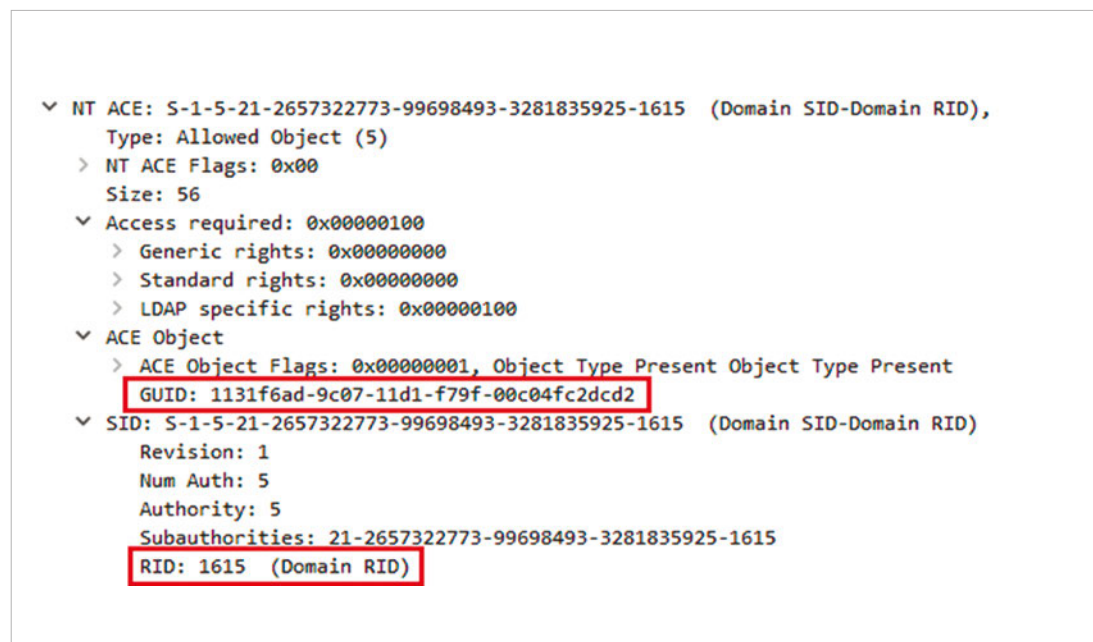 NT ACE: S-1-5-21-2657322773-99698493-3281835925-1615 (Domain SID-Domain RID),
Type: Allowed Object (5)
NT ACE Flags: 0x00
Size: 56
Access required: 0x00000100
Generic rights: 0x00000000
Standard rights: 0x00000000
LDAP specific rights: 0x00000100
ACE Object
ACE Object Flags: 0x00000001, Object Type Present Object Type Present
GUID: 1131f6ad-9c07-11d1-f79f-00c04fc2dcd2
SID: S-1-5-21-2657322773-99698493-3281835925-1615 (Domain SID-Domain RID)
Revision: 1
Num Auth: 5
Authority: 5
Subauthorities: 21-2657322773-99698493-3281835925-1615
RID: 1615 (Domain RID)